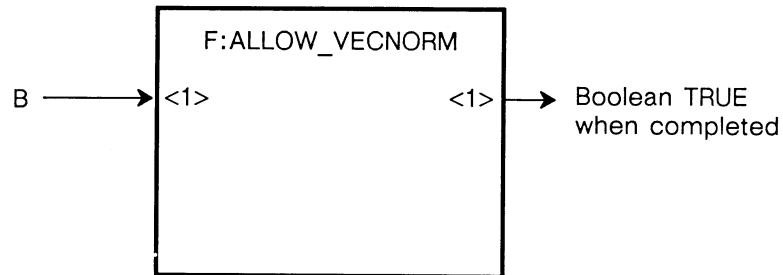 F:ALLOW_VECNORM
B <1> <1> Boolean TRUE
when completed